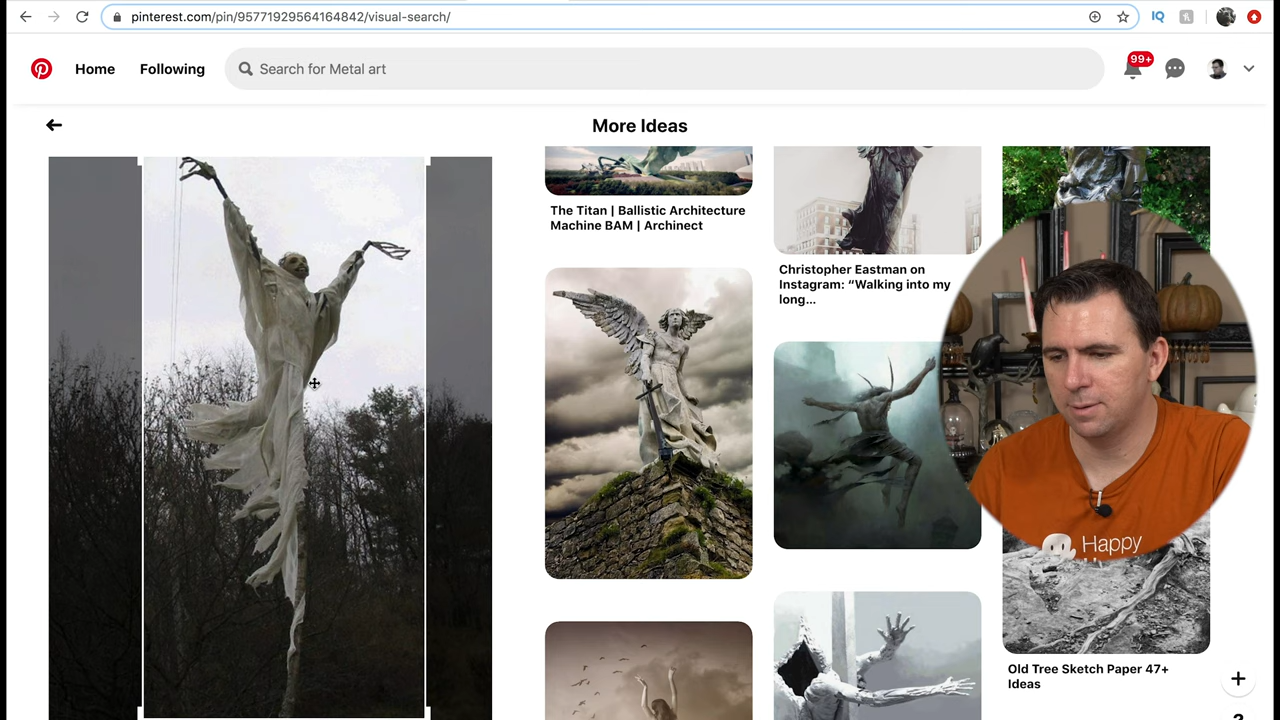 pinterest.com/pin/95771929564164842/visual-search/
IQ
Home
Following
Search for Metal art
99+
More Ideas
The Titan | Ballistic Architecture
Machine BAM | Archinect
Christopher Eastman on
Instagram: “Walking into my
long...
Happy
Old Tree Sketch Paper 47+
Ideas